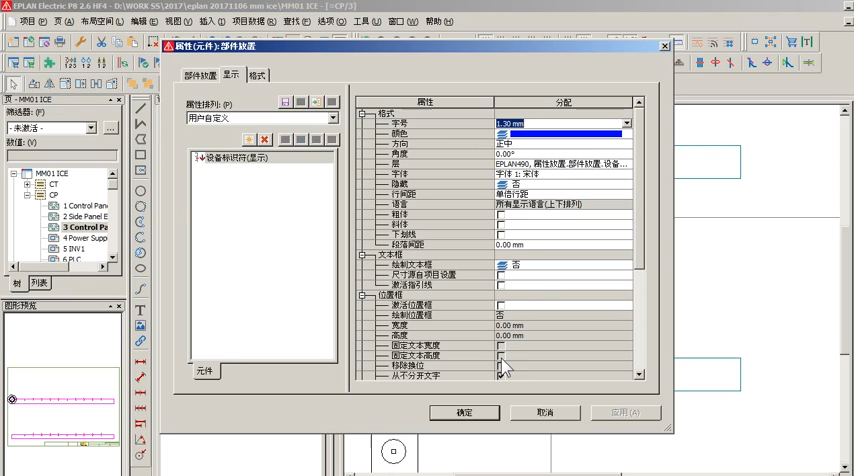 EPLAN Electric P8 2.6 HF4 - D:\WORK SS\2017\eplan 20171106 mm ice\MM01 ICE - [=CP/3]
项目(P) 页(A) 布局空间(L) 编辑(E) 视图(V) 插入(I) 项目数据(R) 查找(F) 选项(O) 工具(U) 窗口(W) 帮助(H)
页 - MM01 ICE
筛选器: (F)
- 未激活 -
...
数值: (V)
MM01 ICE
CT
CP
1 Control Pane
2 Side Panel E
3 Control Pa
4 Power Supp
5 INV1
6 PLC
树 列表
图形预览
属性(元件): 部件放置
部件放置 显示 格式
属性排列: (P)
用户自定义
设备标识符(显示)
元件
属性 分配
格式
字号 1.30 mm
颜色
方向 正中
角度 0.00°
层 EPLAN490, 属性放置.部件放置.设备...
字体 字体 1: 宋体
隐藏 否
行间距 单倍行距
语言 所有显示语言(上下排列)
粗体
斜体
下划线
段落间距 0.00 mm
文本框
绘制文本框 否
尺寸源自项目设置
激活指引线
位置框
激活位置框
绘制位置框 否
宽度 0.00 mm
高度 0.00 mm
固定文本宽度
固定文本高度
移除换位
从不分开文字
确定 取消 应用(A)